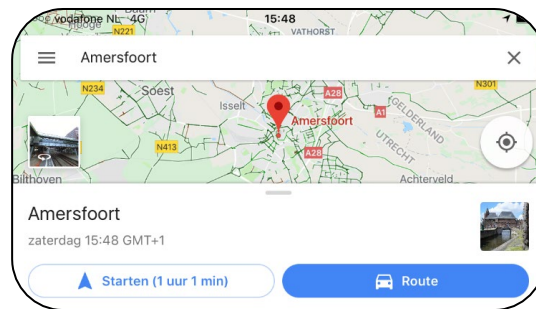 vodafone NL 4G 15:48
Hooge
N221
VATHORST
Amersfoort
N234
Soest
A28
N301
Isselt
Amersfoort
A1
GELDERLAND
UTRECHT
N413
A28
Bilthoven
Achterveld
Amersfoort
zaterdag 15:48 GMT+1
Starten (1 uur 1 min)
Route